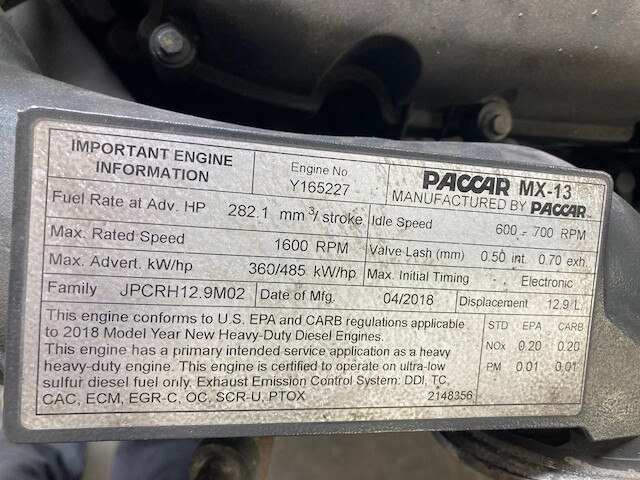 IMPORTANT ENGINE
INFORMATION
Engine No.
Y165227
PACCAR MX-13
MANUFACTURED BY PACCAR
Fuel Rate at Adv. HP 282.1 mm3/stroke
Idle Speed 600 - 700 RPM
Max. Rated Speed 1600 RPM
Valve Lash (mm) 0.50 int. 0.70 exh.
Max. Advert. kW/hp 360/485 kW/hp
Max. Initial Timing Electronic
Family JPCRH12.9M02
Date of Mfg. 04/2018
Displacement 12.9 L
This engine conforms to U.S. EPA and CARB regulations applicable
to 2018 Model Year New Heavy-Duty Diesel Engines.
This engine has a primary intended service application as a heavy
heavy-duty engine. This engine is certified to operate on ultra-low
sulfur diesel fuel only. Exhaust Emission Control System: DDI, TC,
CAC, ECM, EGR-C, OC, SCR-U, PTOX 2148356
STD EPA CARB
NOx 0.20 0.20
PM 0.01 0.01